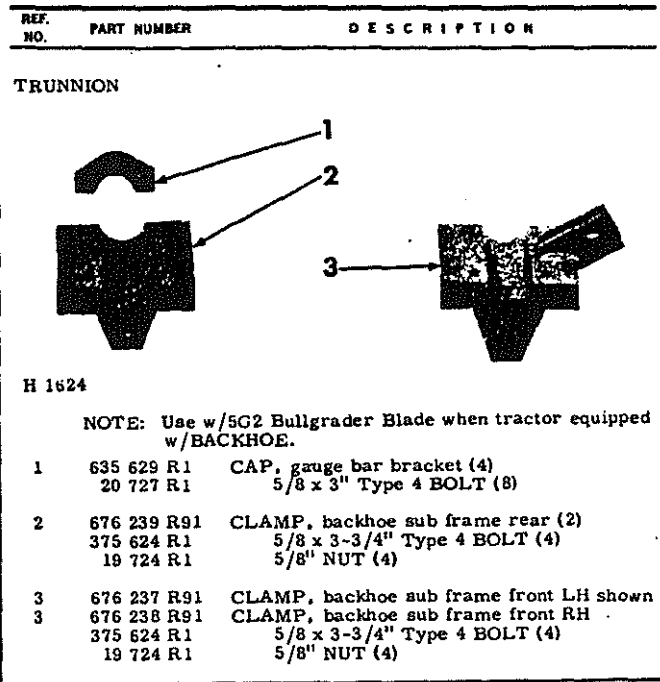 REF. NO. PART NUMBER DESCRIPTION
TRUNNION
1
2
3
H 1624
NOTE: Use w/5G2 Bullgrader Blade when tractor equipped
w/BACKHOE.
1 635 629 R1 CAP, gauge bar bracket (4)
20 727 R1 5/8 x 3" Type 4 BOLT (8)
2 676 239 R91 CLAMP, backhoe sub frame rear (2)
375 624 R1 5/8 x 3-3/4" Type 4 BOLT (4)
19 724 R1 5/8" NUT (4)
3 676 237 R91 CLAMP, backhoe sub frame front LH shown
3 676 238 R91 CLAMP, backhoe sub frame front RH
375 624 R1 5/8 x 3-3/4" Type 4 BOLT (4)
19 724 R1 5/8" NUT (4)